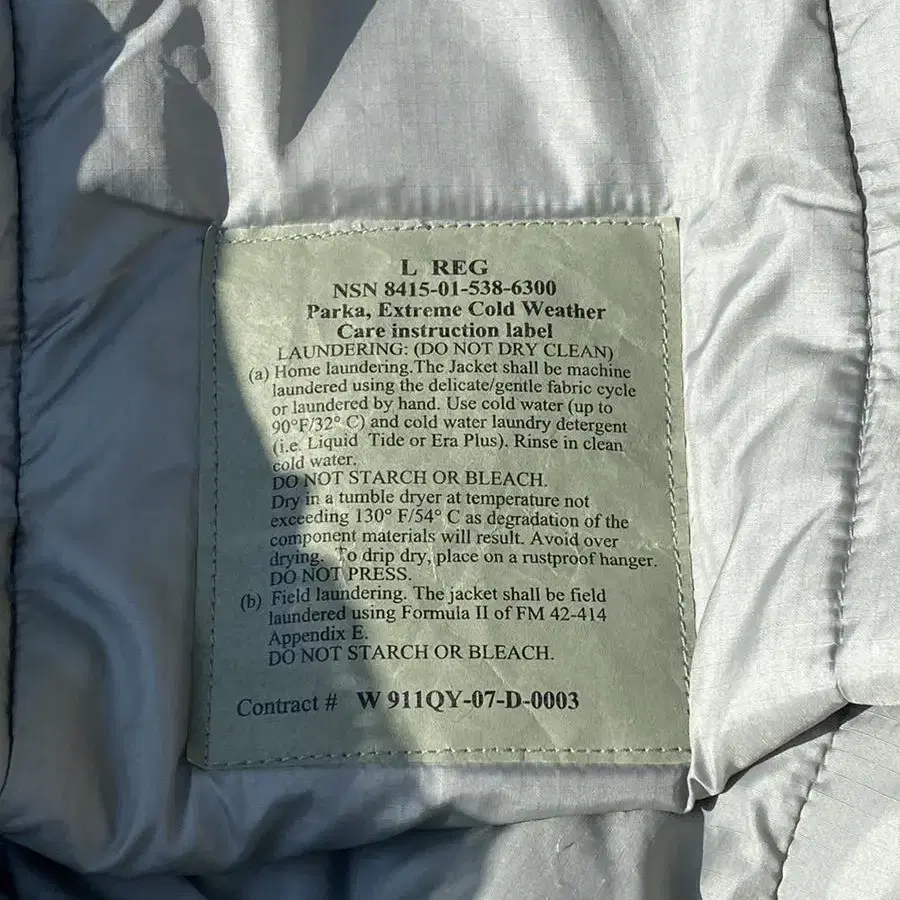 L REG
NSN 8415-01-538-6300
Parka, Extreme Cold Weather
Care instruction label
LAUNDERING: (DO NOT DRY CLEAN)
(a) Home laundering.The Jacket shall be machine
laundered using the delicate/gentle fabric cycle
or laundered by hand. Use cold water (up to
90°F/32° C) and cold water laundry detergent
(i.e. Liquid Tide or Era Plus). Rinse in clean
cold water.
DO NOT STARCH OR BLEACH.
Dry in a tumble dryer at temperature not
exceeding 130° F/54° C as degradation of the
component materials will result. Avoid over
drying. To drip dry, place on a rustproof hanger.
DO NOT PRESS.
(b) Field laundering. The jacket shall be field
laundered using Formula II of FM 42-414
Appendix E.
DO NOT STARCH OR BLEACH.
Contract # W 911QY-07-D-0003